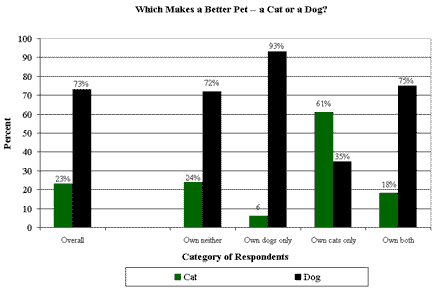 Which Makes a Better Pet -- a Cat or a Dog?
100
90
80
70
60
50
40
30
20
10
0
Percent
23%
73%
24%
72%
6
93%
61%
35%
18%
75%
Overall
Own neither
Own dogs only
Own cats only
Own both
Category of Respondents
Cat
Dog